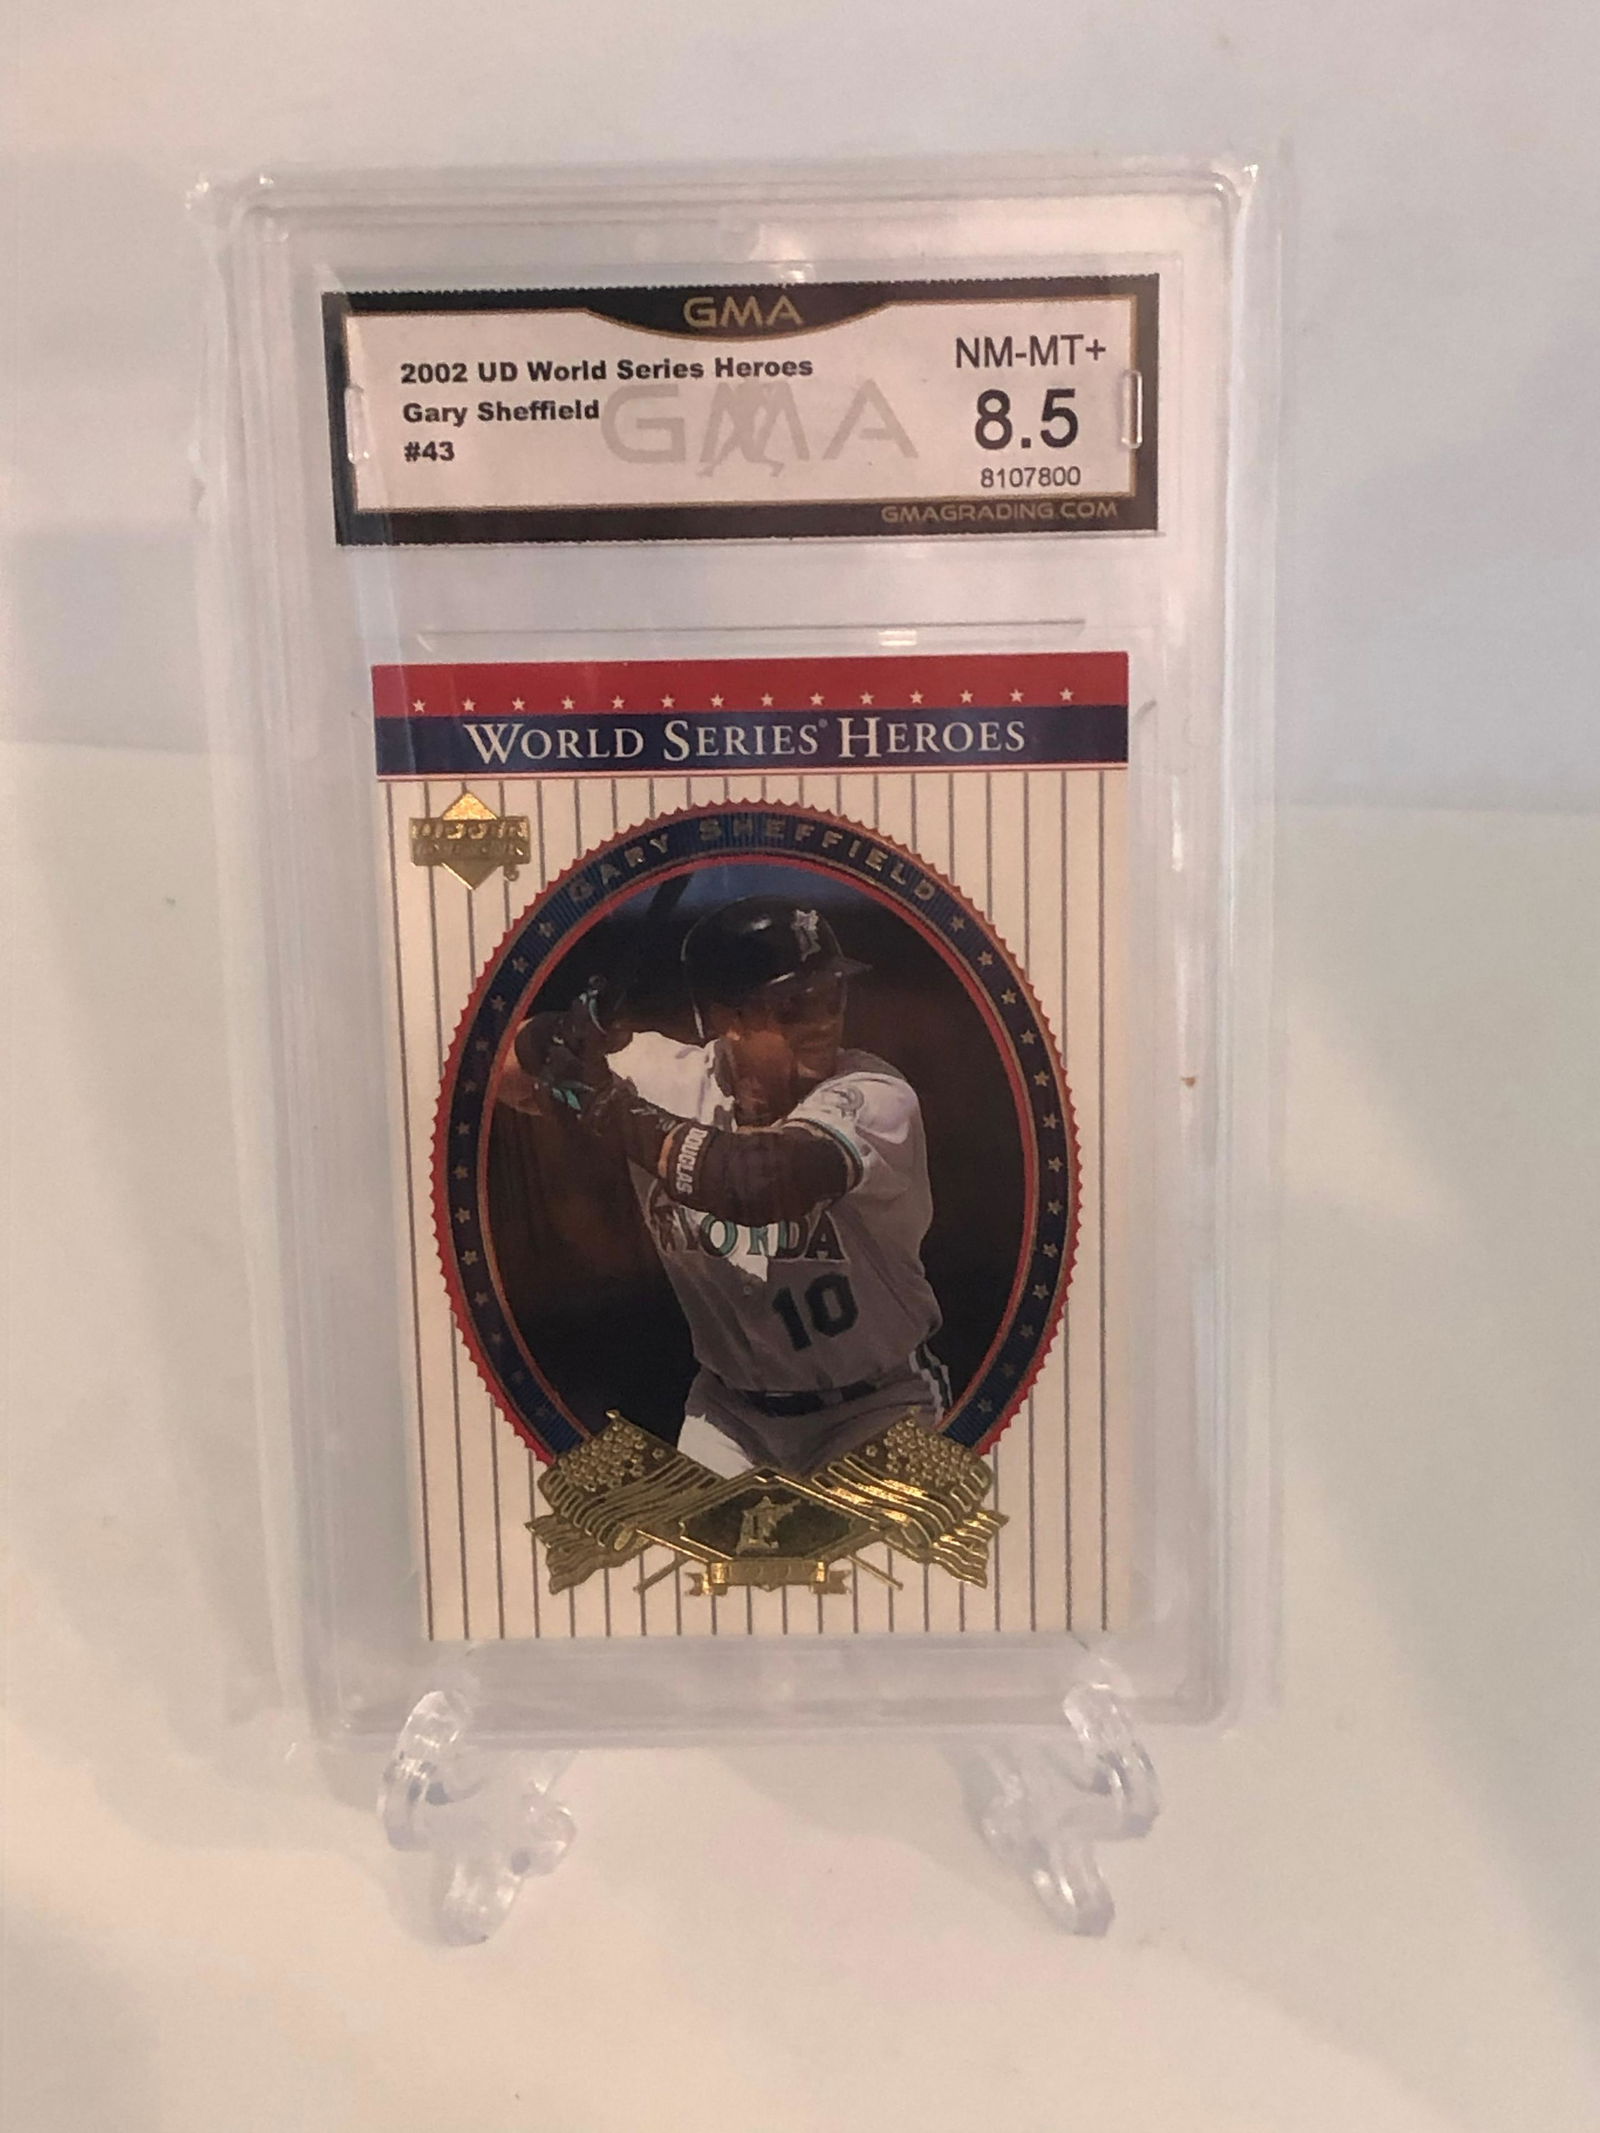 GMA
2002 UD World Series Heroes
Gary Sheffield
#43
GMA
NM-MT+
8.5
8107800
GMAGRADING.COM
WORLD SERIES® HEROES
UPPER
GARY SHEFFIELD
DOUGLAS
10